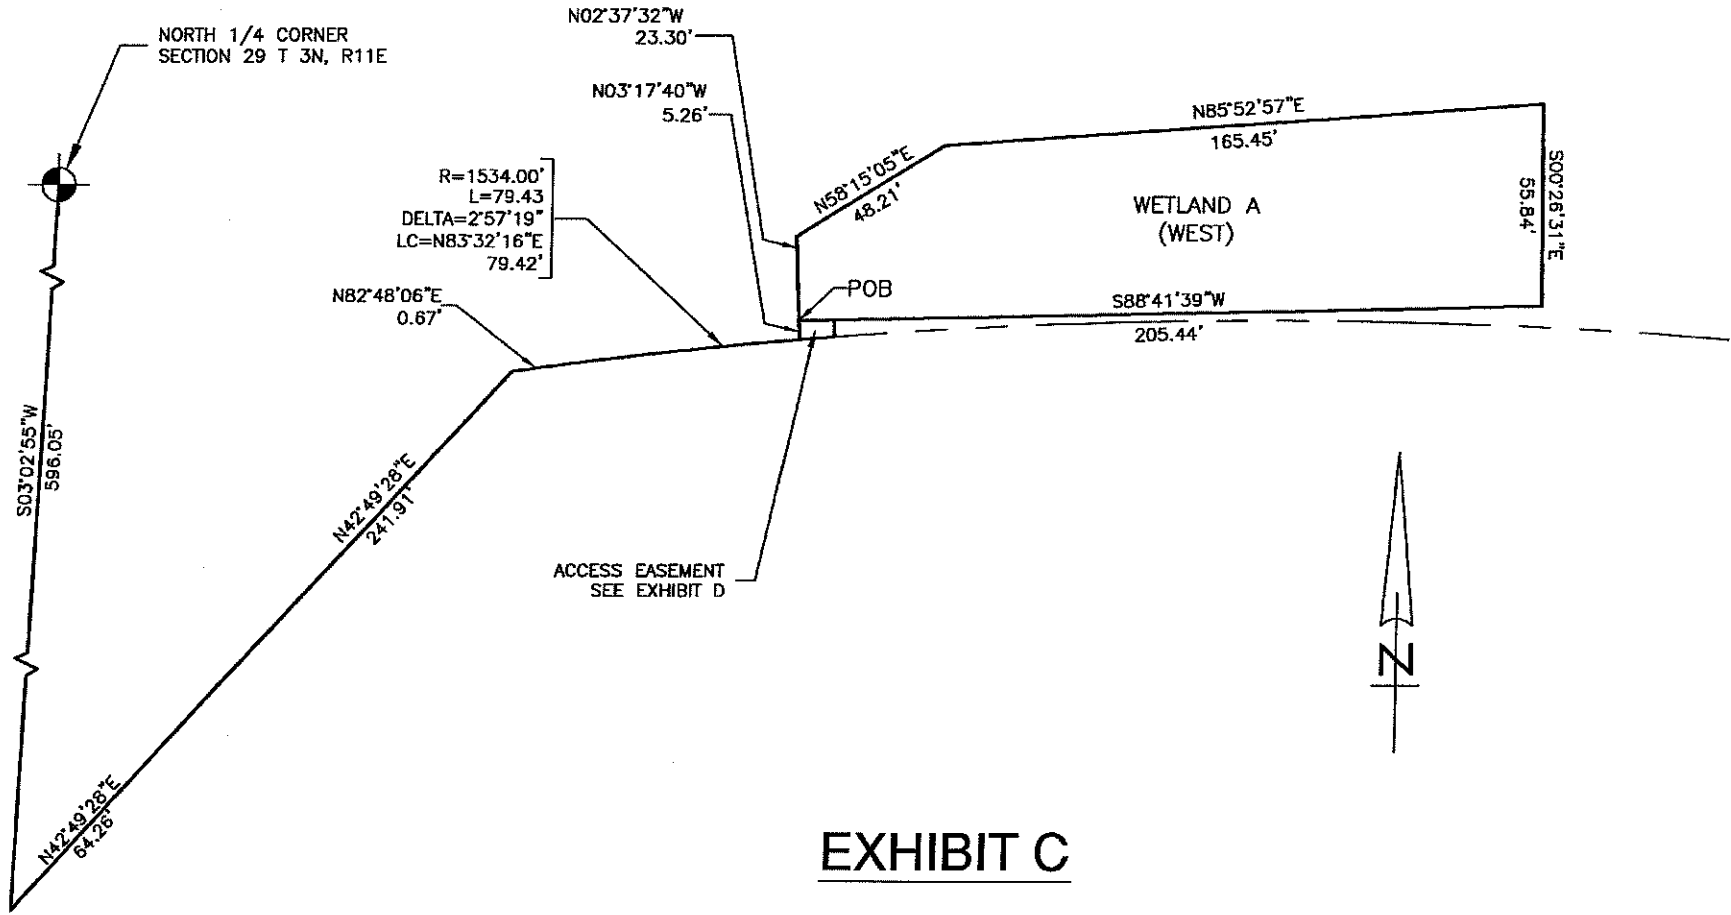 NORTH 1/4 CORNER
SECTION 29 T 3N, R11E
N02°37'32"W
23.30'
N03°17'40"W
5.26'
R=1534.00'
L=79.43
DELTA=2°57'19"
LC=N83°32'16"E
79.42'
N82°48'06"E
0.67'
N58°15'05"E
48.21'
N85°52'57"E
165.45'
S00°26'31"E
55.84'
WETLAND A
(WEST)
POB
S88°41'39"W
205.44'
S03°02'55"W
596.05'
N42°49'28"E
241.91'
ACCESS EASEMENT
SEE EXHIBIT D
N42°49'28"E
64.26'
N
EXHIBIT C